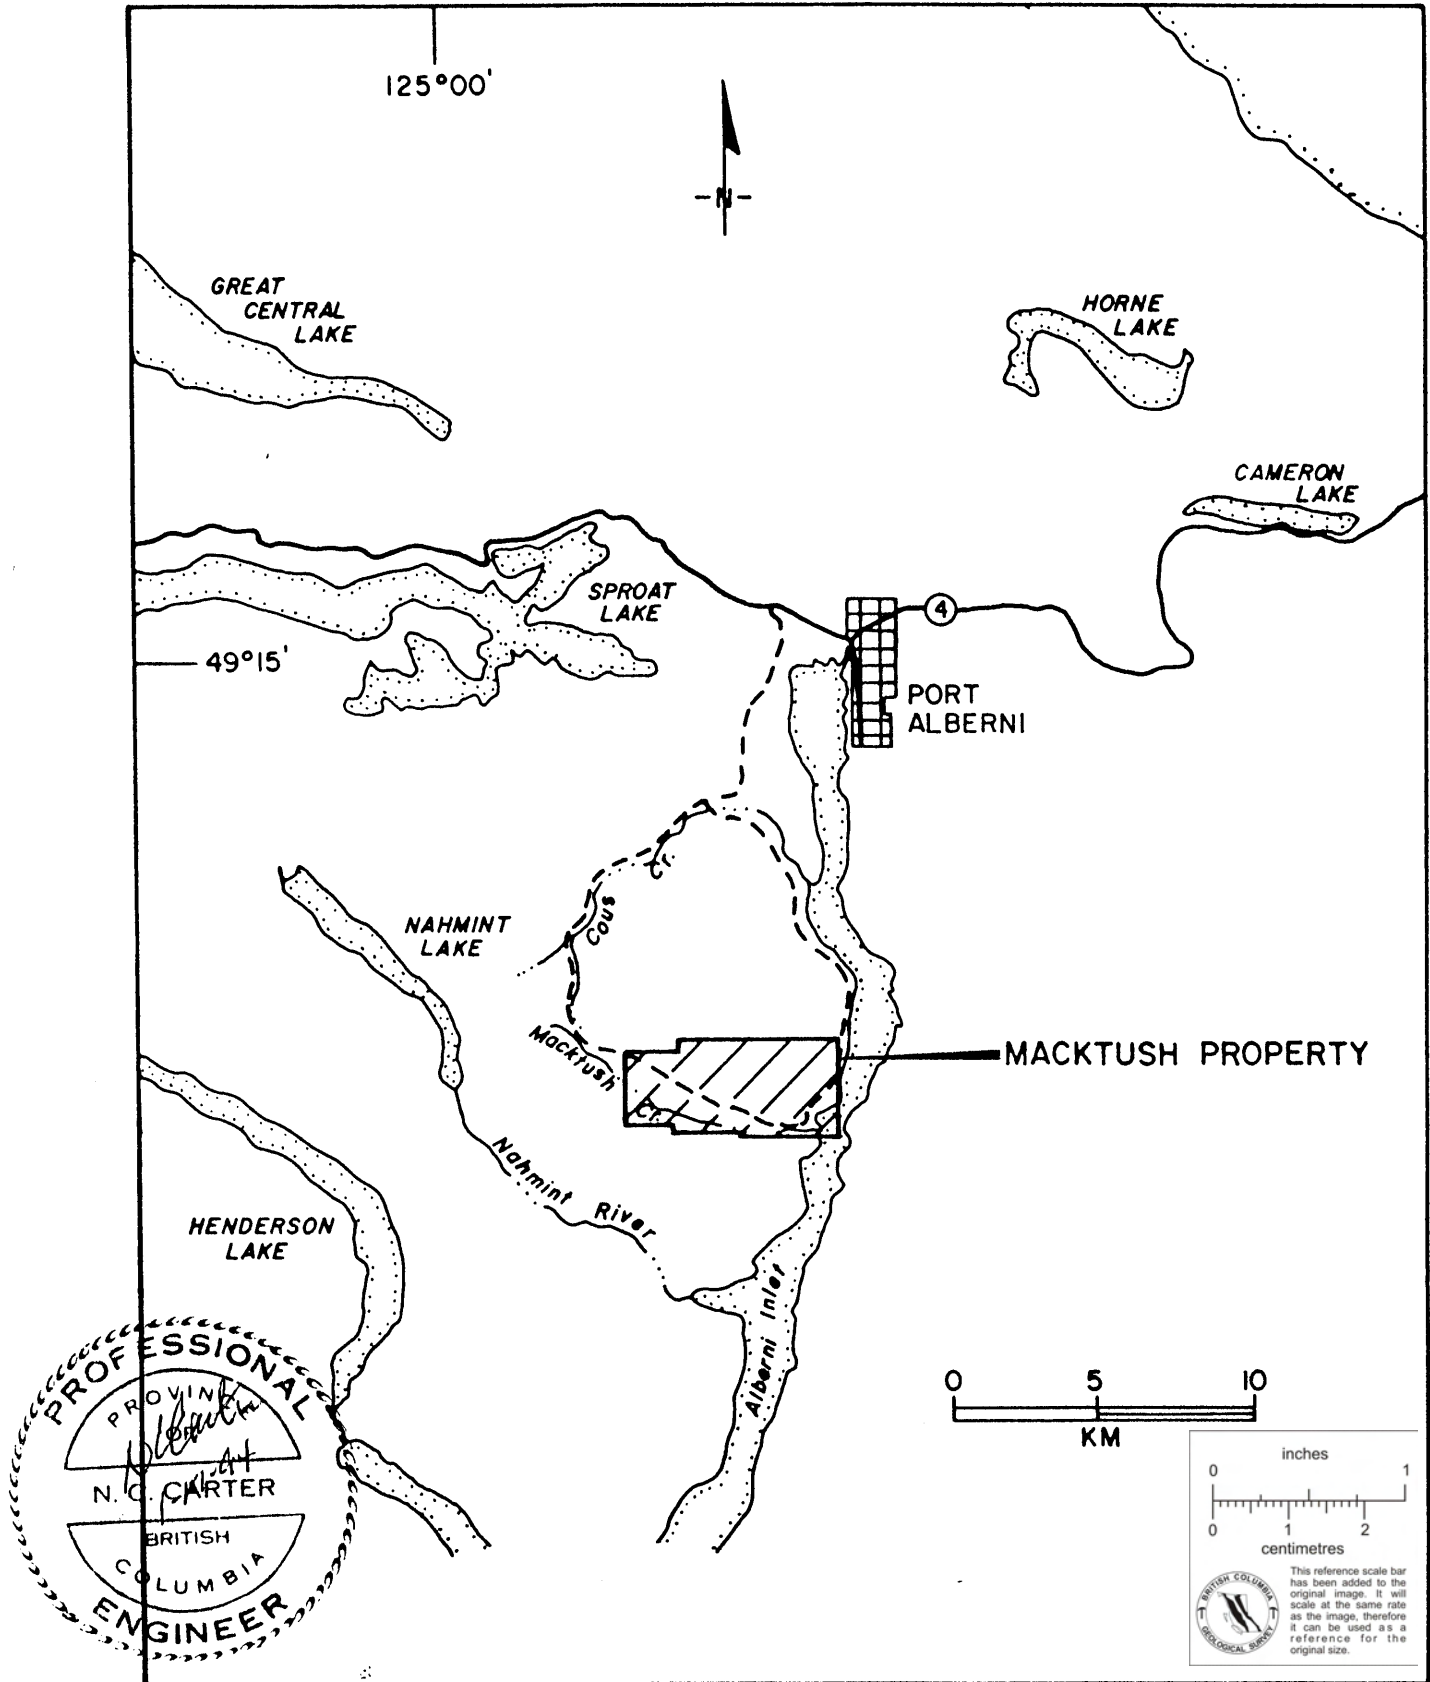 125°00'
-N-
GREAT
CENTRAL
LAKE
HORNE
LAKE
CAMERON
LAKE
SPROAT
LAKE
4
49°15'
PORT
ALBERNI
Cr.
Cous
NAHMINT
LAKE
Macktush
Cr.
MACKTUSH PROPERTY
Nahmint River
HENDERSON
LAKE
Alberni Inlet
0 5 10
KM
PROFESSIONAL
N. C. CARTER
BRITISH
COLUMBIA
ENGINEER
inches
0 1
0 1 2
centimetres
BRITISH COLUMBIA
GEOLOGICAL SURVEY
This reference scale bar
has been added to the
original image. It will
scale at the same rate
as the image, therefore
it can be used as a
reference for the
original size.